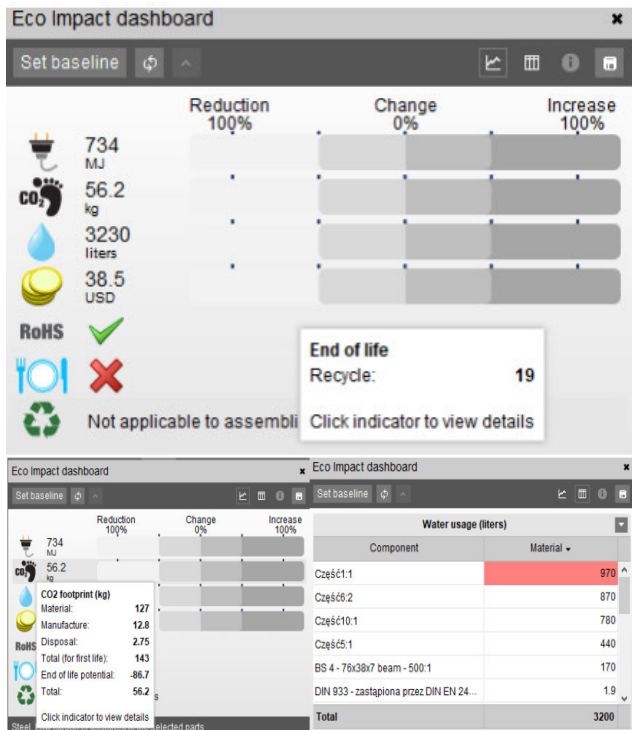 Eco Impact dashboard
Set baseline
Reduction Change Increase
100% 0% 100%
734
MJ
CO₂ 56.2
kg
3230
liters
38.5
USD
RoHS
End of life
Recycle: 19
Not applicable to assembli
Click indicator to view details
Eco Impact dashboard
Set baseline
Reduction Change Increase
100% 0% 100%
734
MJ
CO₂ 56.2
kg
CO2 footprint (kg)
Material: 127
Manufacture: 12.8
RoHS
Disposal: 2.75
Total (for first life): 143
End of life potential: -86.7
Total: 56.2
s
Click indicator to view details
Steel selected parts
Eco Impact dashboard
Set baseline
Water usage (liters)
Component Material
Część1:1 970
Część6:2 870
Część10:1 780
Część5:1 440
BS 4 - 76x38x7 beam - 500:1 170
DIN 933 - zastąpiona przez DIN EN 24... 1.9
Total 3200